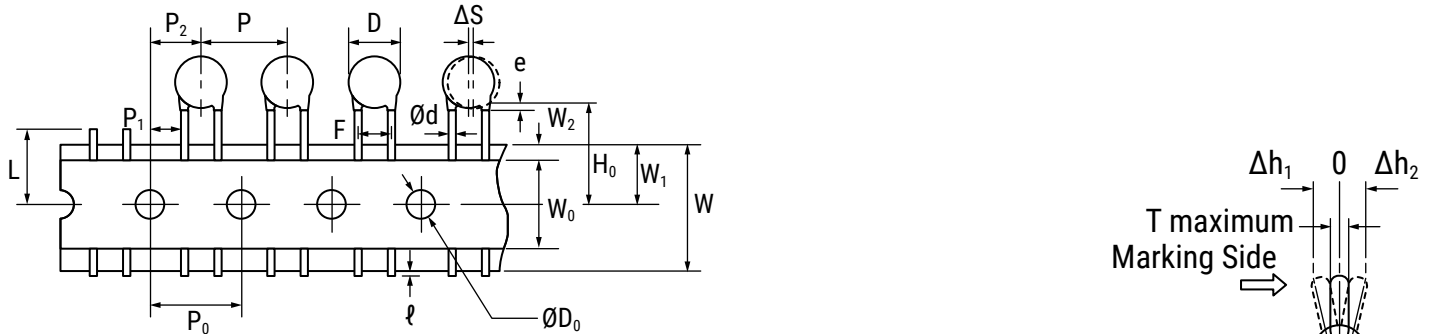 P₂ P D ΔS
e
P₁ F Ød W₂
L H₀ W₁
W₀ W
P₀ ℓ ØD₀
Δh₁ 0 Δh₂
T maximum
Marking Side